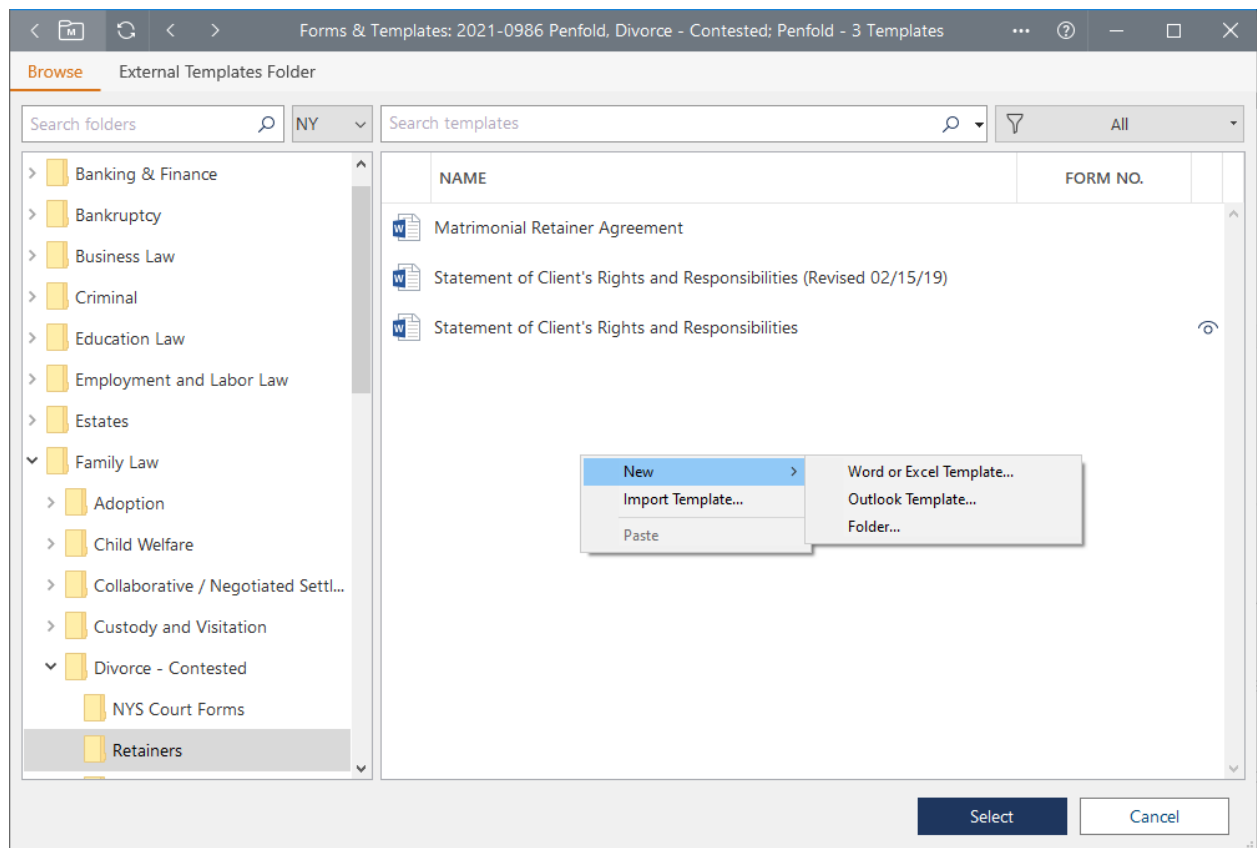 M
Forms & Templates: 2021-0986 Penfold, Divorce - Contested; Penfold - 3 Templates
Browse
External Templates Folder
Search folders
NY
Search templates
All
Banking & Finance
Bankruptcy
Business Law
Criminal
Education Law
Employment and Labor Law
Estates
Family Law
Adoption
Child Welfare
Collaborative / Negotiated Settl...
Custody and Visitation
Divorce - Contested
NYS Court Forms
Retainers
NAME
FORM NO.
Matrimonial Retainer Agreement
Statement of Client's Rights and Responsibilities (Revised 02/15/19)
Statement of Client's Rights and Responsibilities
New
Import Template...
Paste
Word or Excel Template...
Outlook Template...
Folder...
Select
Cancel